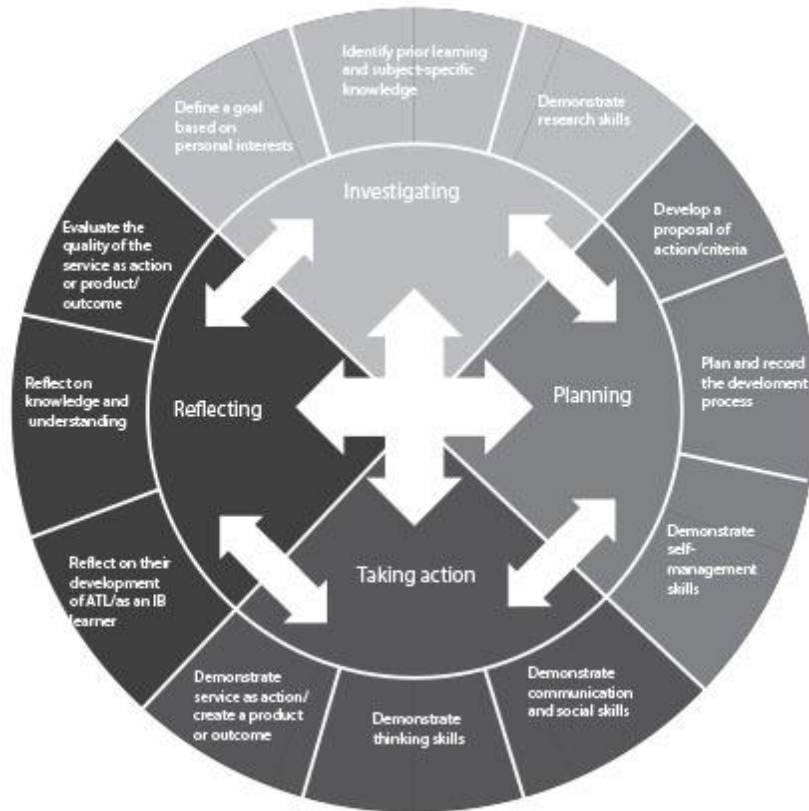 Identify prior learning
and subject-specific
knowledge
Define a goal
based on
personal interests
Demonstrate
research skills
Investigating
Evaluate the
quality of the
service as action
or product/
outcome
Develop a
proposal of
action/criteria
Reflect on
knowledge and
understanding
Reflecting
Planning
Plan and record
the develoment
process
Reflect on their
development
of ATL/as an IB
learner
Taking action
Demonstrate
self-
management
skills
Demonstrate
service as action/
create a product
or outcome
Demonstrate
thinking skills
Demonstrate
communication
and social skills